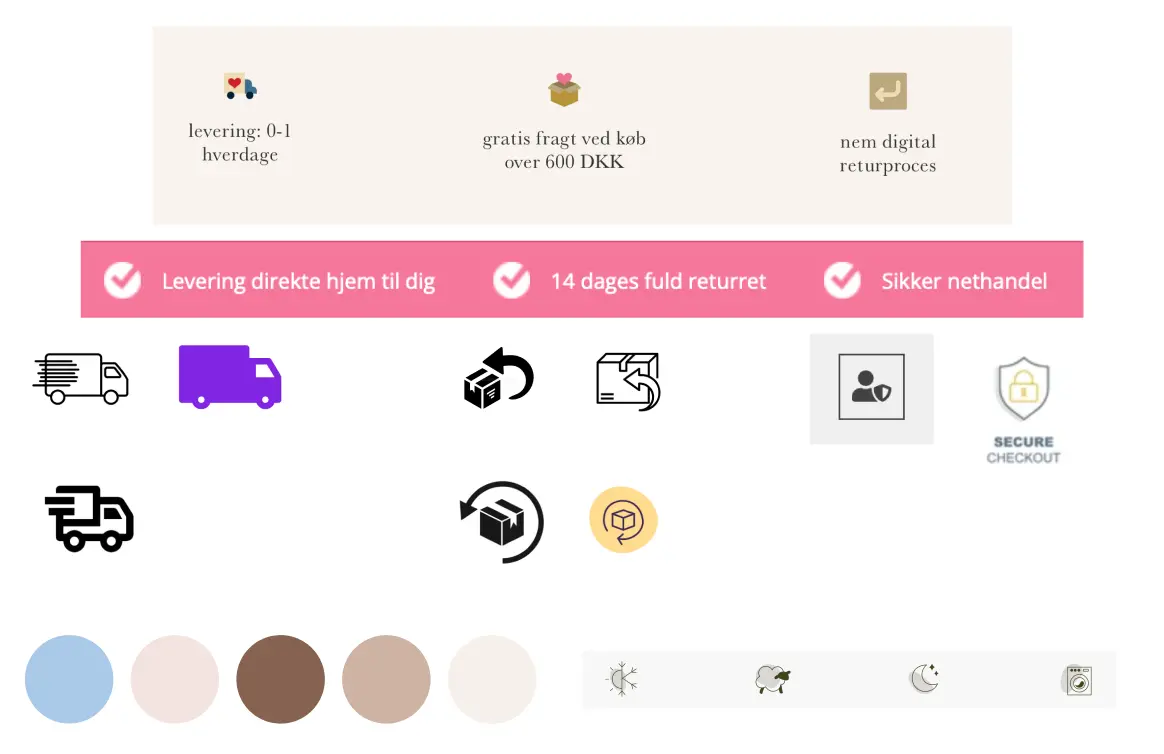 levering: 0-1
hverdage
gratis fragt ved køb
over 600 DKK
nem digital
returproces
Levering direkte hjem til dig
14 dages fuld returret
Sikker nethandel
SECURE
CHECKOUT